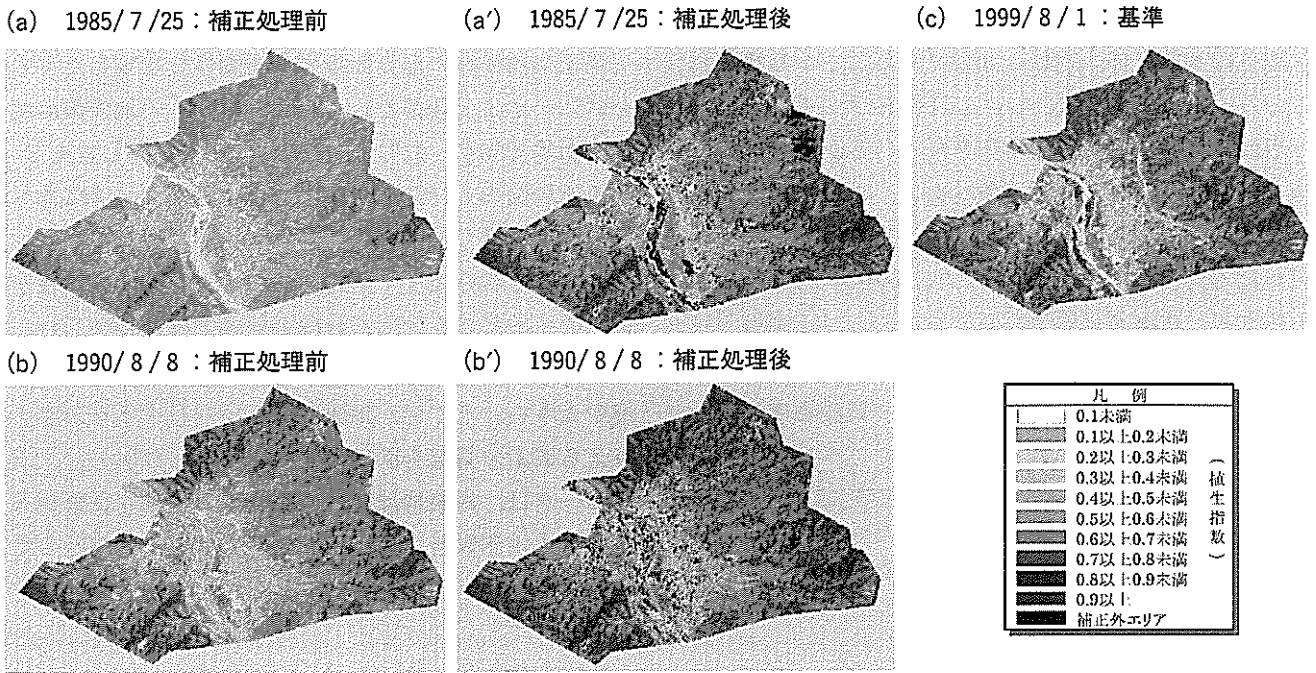 (a) 1985/7/25：補正処理前
(a′) 1985/7/25：補正処理後
(c) 1999/8/1：基準
(b) 1990/8/8：補正処理前
(b′) 1990/8/8：補正処理後
凡例
0.1未満
0.1以上0.2未満
0.2以上0.3未満
0.3以上0.4未満
0.4以上0.5未満
0.5以上0.6未満
0.6以上0.7未満
0.7以上0.8未満
0.8以上0.9未満
0.9以上
補正外エリア
（植生指数）